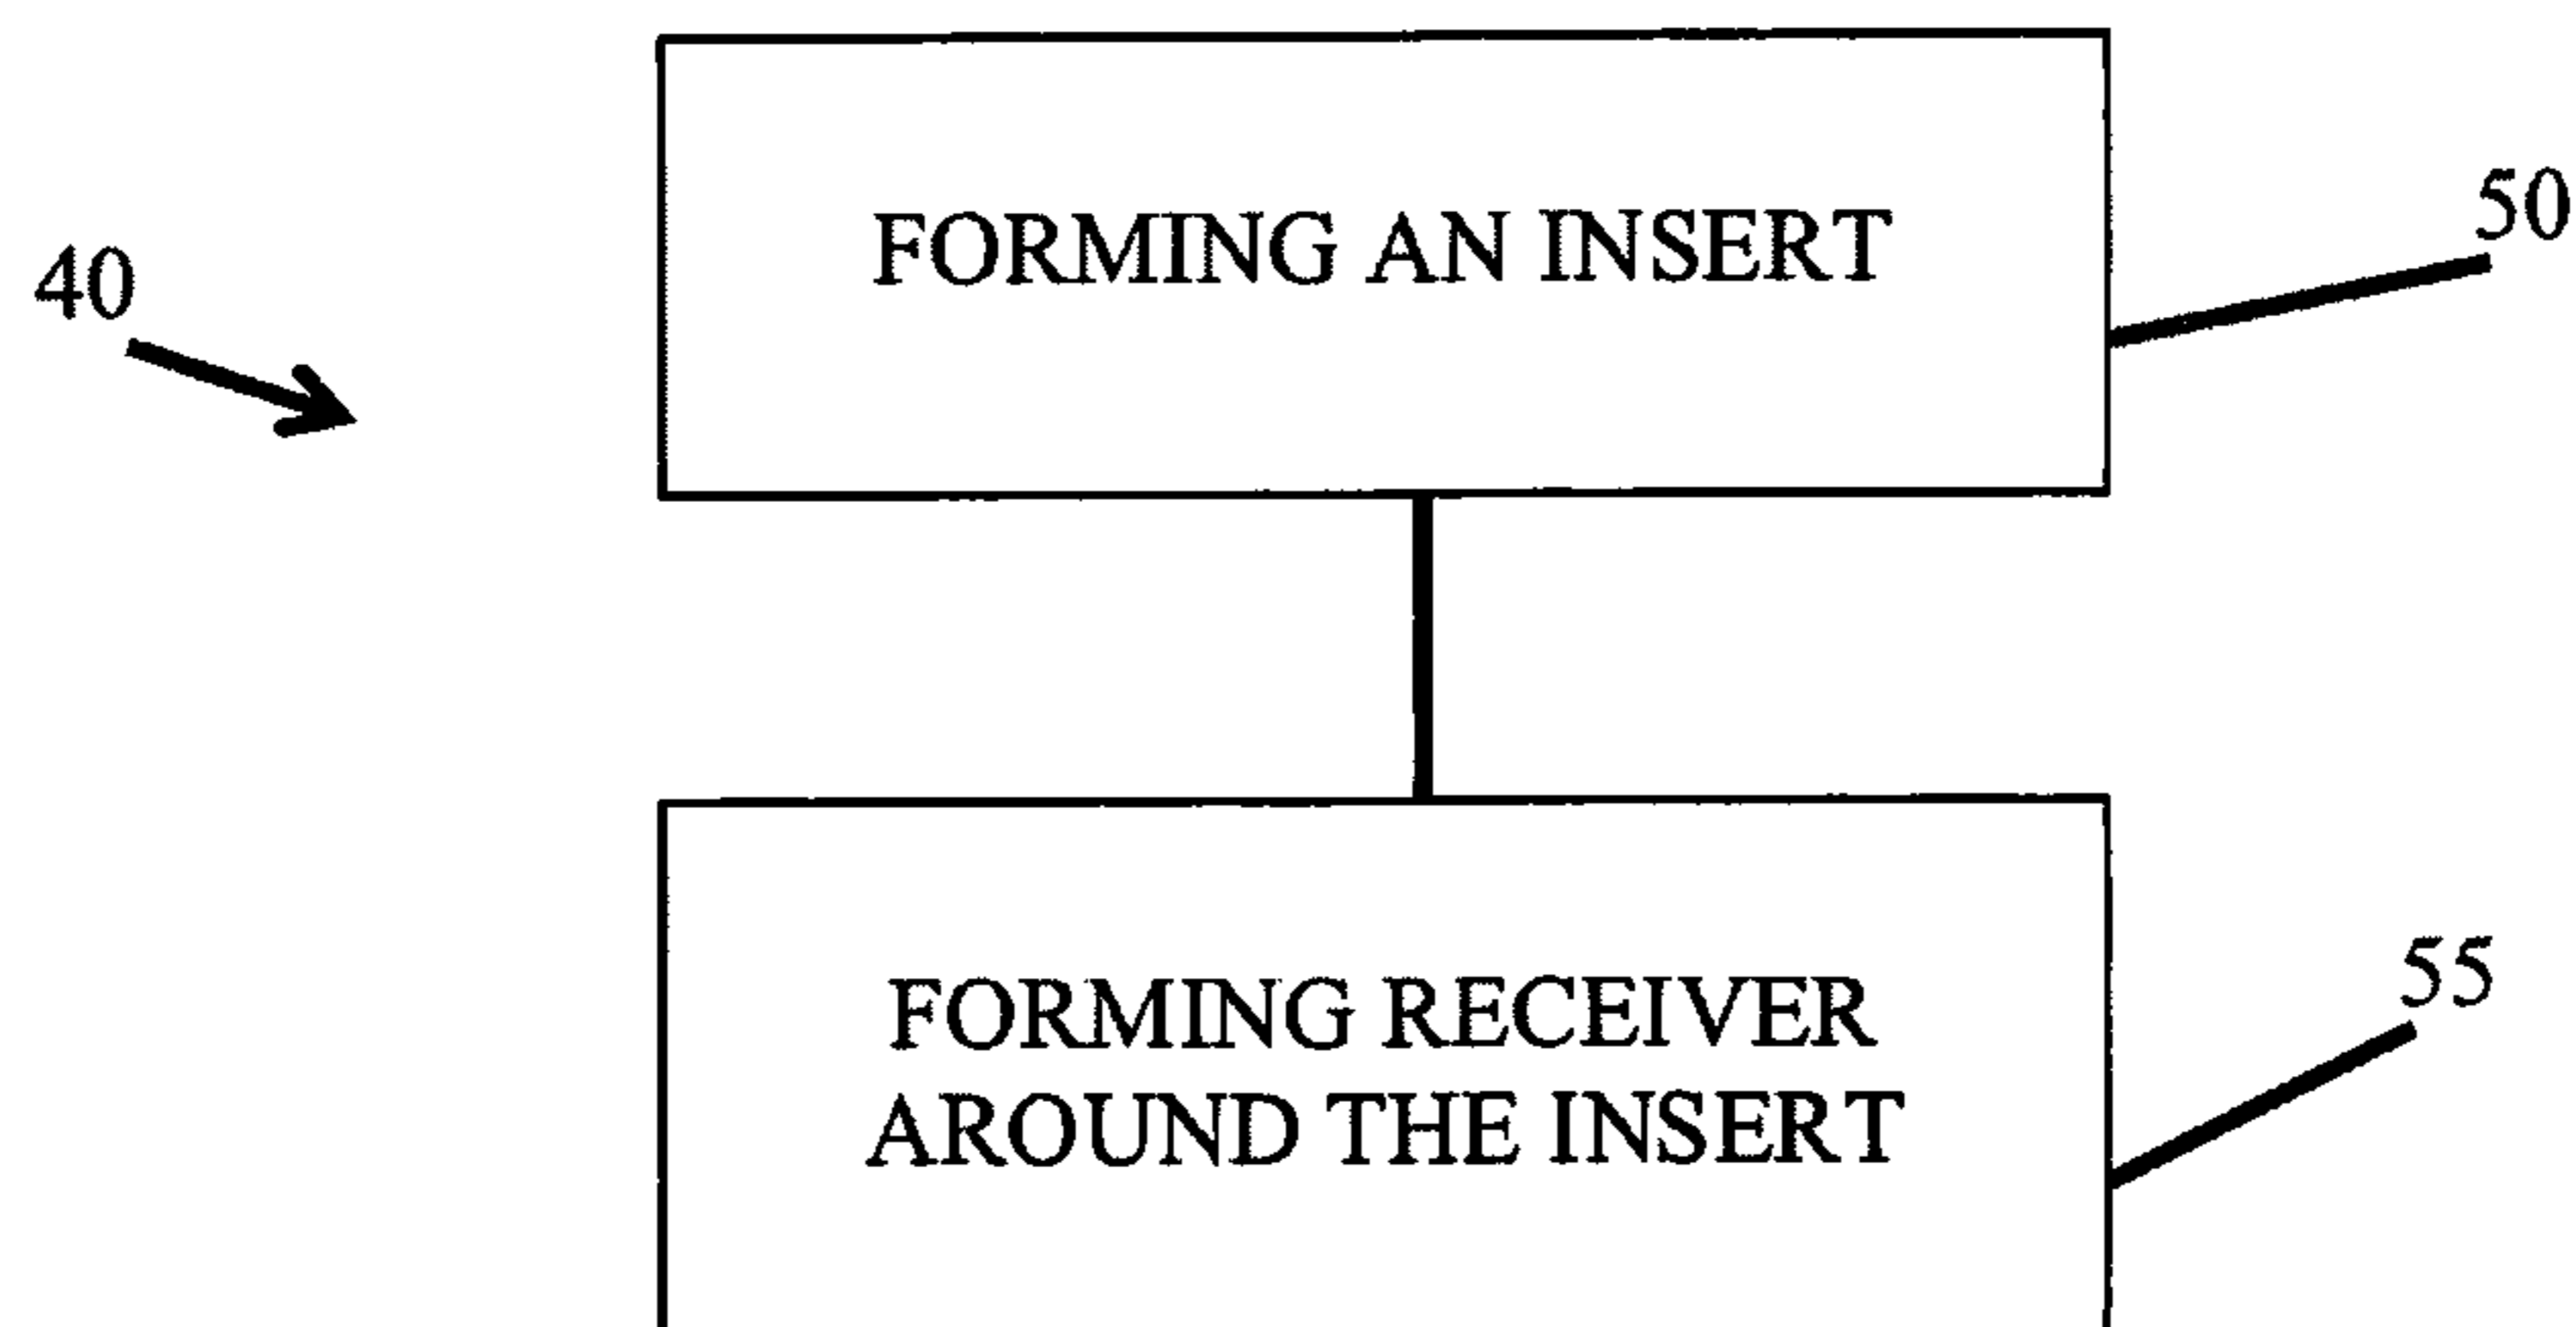 40
FORMING AN INSERT
50
FORMING RECEIVER
AROUND THE INSERT
55